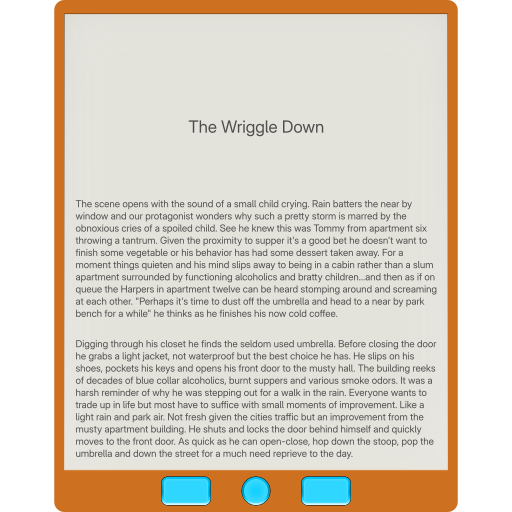 The Wriggle Down
The scene opens with the sound of a small child crying. Rain batters the near by
window and our protagonist wonders why such a pretty storm is marred by the
obnoxious cries of a spoiled child. See he knew this was Tommy from apartment six
throwing a tantrum. Given the proximity to supper it's a good bet he doesn't want to
finish some vegetable or his behavior has had some dessert taken away. For a
moment things quieten and his mind slips away to being in a cabin rather than a slum
apartment surrounded by functioning alcoholics and bratty children...and then as if on
queue the Harpers in apartment twelve can be heard stomping around and screaming
at each other. "Perhaps it's time to dust off the umbrella and head to a near by park
bench for a while" he thinks as he finishes his now cold coffee.
Digging through his closet he finds the seldom used umbrella. Before closing the door
he grabs a light jacket, not waterproof but the best choice he has. He slips on his
shoes, pockets his keys and opens his front door to the musty hall. The building reeks
of decades of blue collar alcoholics, burnt suppers and various smoke odors. It was a
harsh reminder of why he was stepping out for a walk in the rain. Everyone wants to
trade up in life but most have to suffice with small moments of improvement. Like a
light rain and park air. Not fresh given the cities traffic but an improvement from the
musty apartment building. He shuts and locks the door behind himself and quickly
moves to the front door. As quick as he can open-close, hop down the stoop, pop the
umbrella and down the street for a much need reprieve to the day.